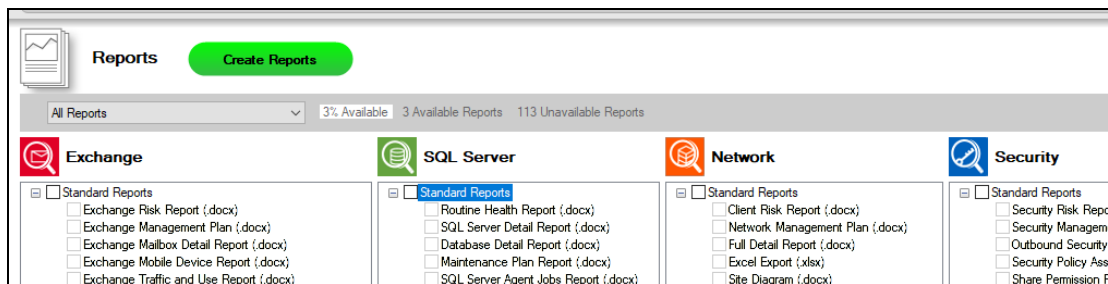 Reports
Create Reports
All Reports
3% Available 3 Available Reports 113 Unavailable Reports
Exchange
Standard Reports
Exchange Risk Report (.docx)
Exchange Management Plan (.docx)
Exchange Mailbox Detail Report (.docx)
Exchange Mobile Device Report (.docx)
Exchange Traffic and Use Report (.docx)
SQL Server
Standard Reports
Routine Health Report (.docx)
SQL Server Detail Report (.docx)
Database Detail Report (.docx)
Maintenance Plan Report (.docx)
SQL Server Agent Jobs Report (.docx)
Network
Standard Reports
Client Risk Report (.docx)
Network Management Plan (.docx)
Full Detail Report (.docx)
Excel Export (.xlsx)
Site Diagram (.docx)
Security
Standard Reports
Security Risk Repo
Security Managem
Outbound Security
Security Policy Ass
Share Permission